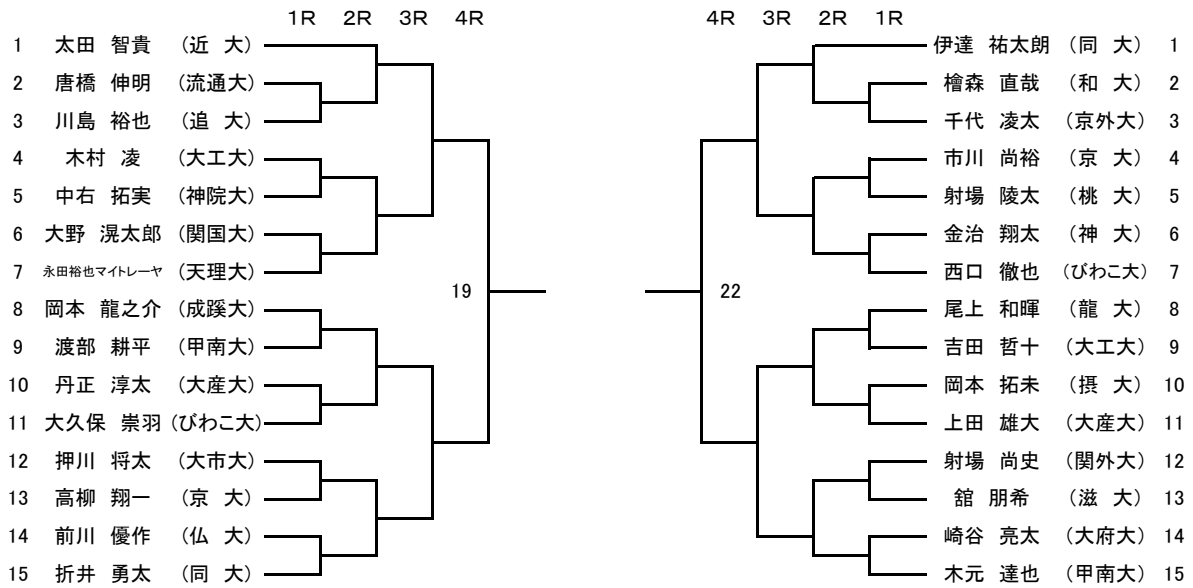 1R 2R 3R 4R
1 太田 智貴 (近 大)
2 唐橋 伸明 (流通大)
3 川島 裕也 (追 大)
4 木村 凌 (大工大)
5 中右 拓実 (神院大)
6 大野 滉太郎 (関国大)
7 永田裕也マイトレーヤ (天理大)
19
8 岡本 龍之介 (成蹊大)
9 渡部 耕平 (甲南大)
10 丹正 淳太 (大産大)
11 大久保 崇羽 (びわこ大)
12 押川 将太 (大市大)
13 高柳 翔一 (京 大)
14 前川 優作 (仏 大)
15 折井 勇太 (同 大)
4R 3R 2R 1R
伊達 祐太朗 (同 大) 1
檜森 直哉 (和 大) 2
千代 凌太 (京外大) 3
市川 尚裕 (京 大) 4
射場 陵太 (桃 大) 5
金治 翔太 (神 大) 6
西口 徹也 (びわこ大) 7
22
尾上 和暉 (龍 大) 8
吉田 哲十 (大工大) 9
岡本 拓未 (摂 大) 10
上田 雄大 (大産大) 11
射場 尚史 (関外大) 12
舘 朋希 (滋 大) 13
崎谷 亮太 (大府大) 14
木元 達也 (甲南大) 15